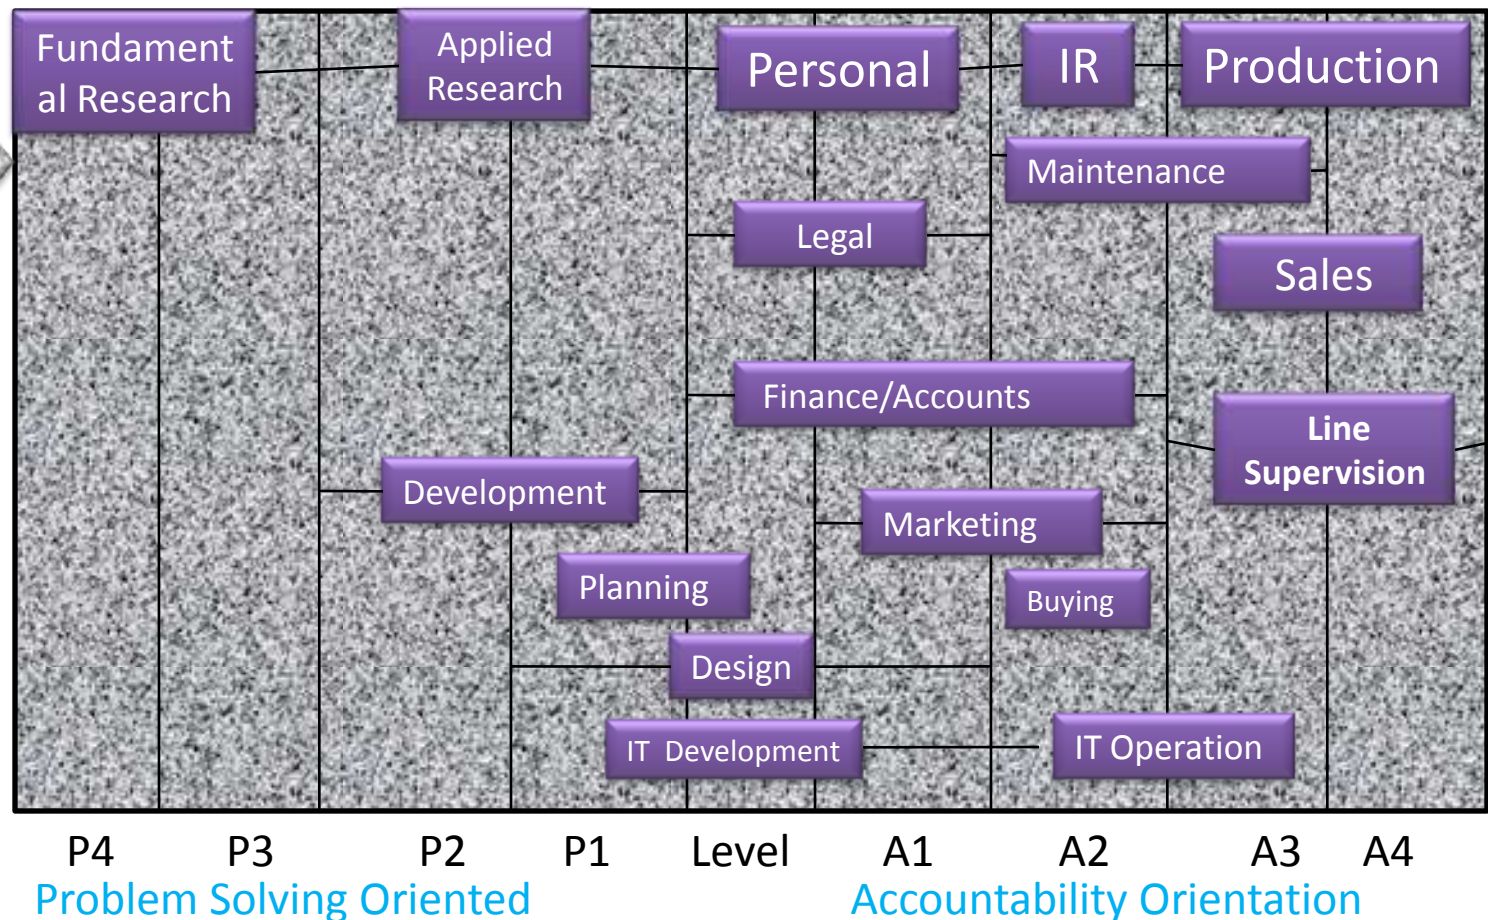 Fundament
al Research
Applied
Research
Personal
IR
Production
Maintenance
Legal
Sales
Finance/Accounts
Line
Supervision
Development
Marketing
Planning
Buying
Design
IT Development
IT Operation
P4 P3 P2 P1 Level A1 A2 A3 A4
Problem Solving Oriented Accountability Orientation